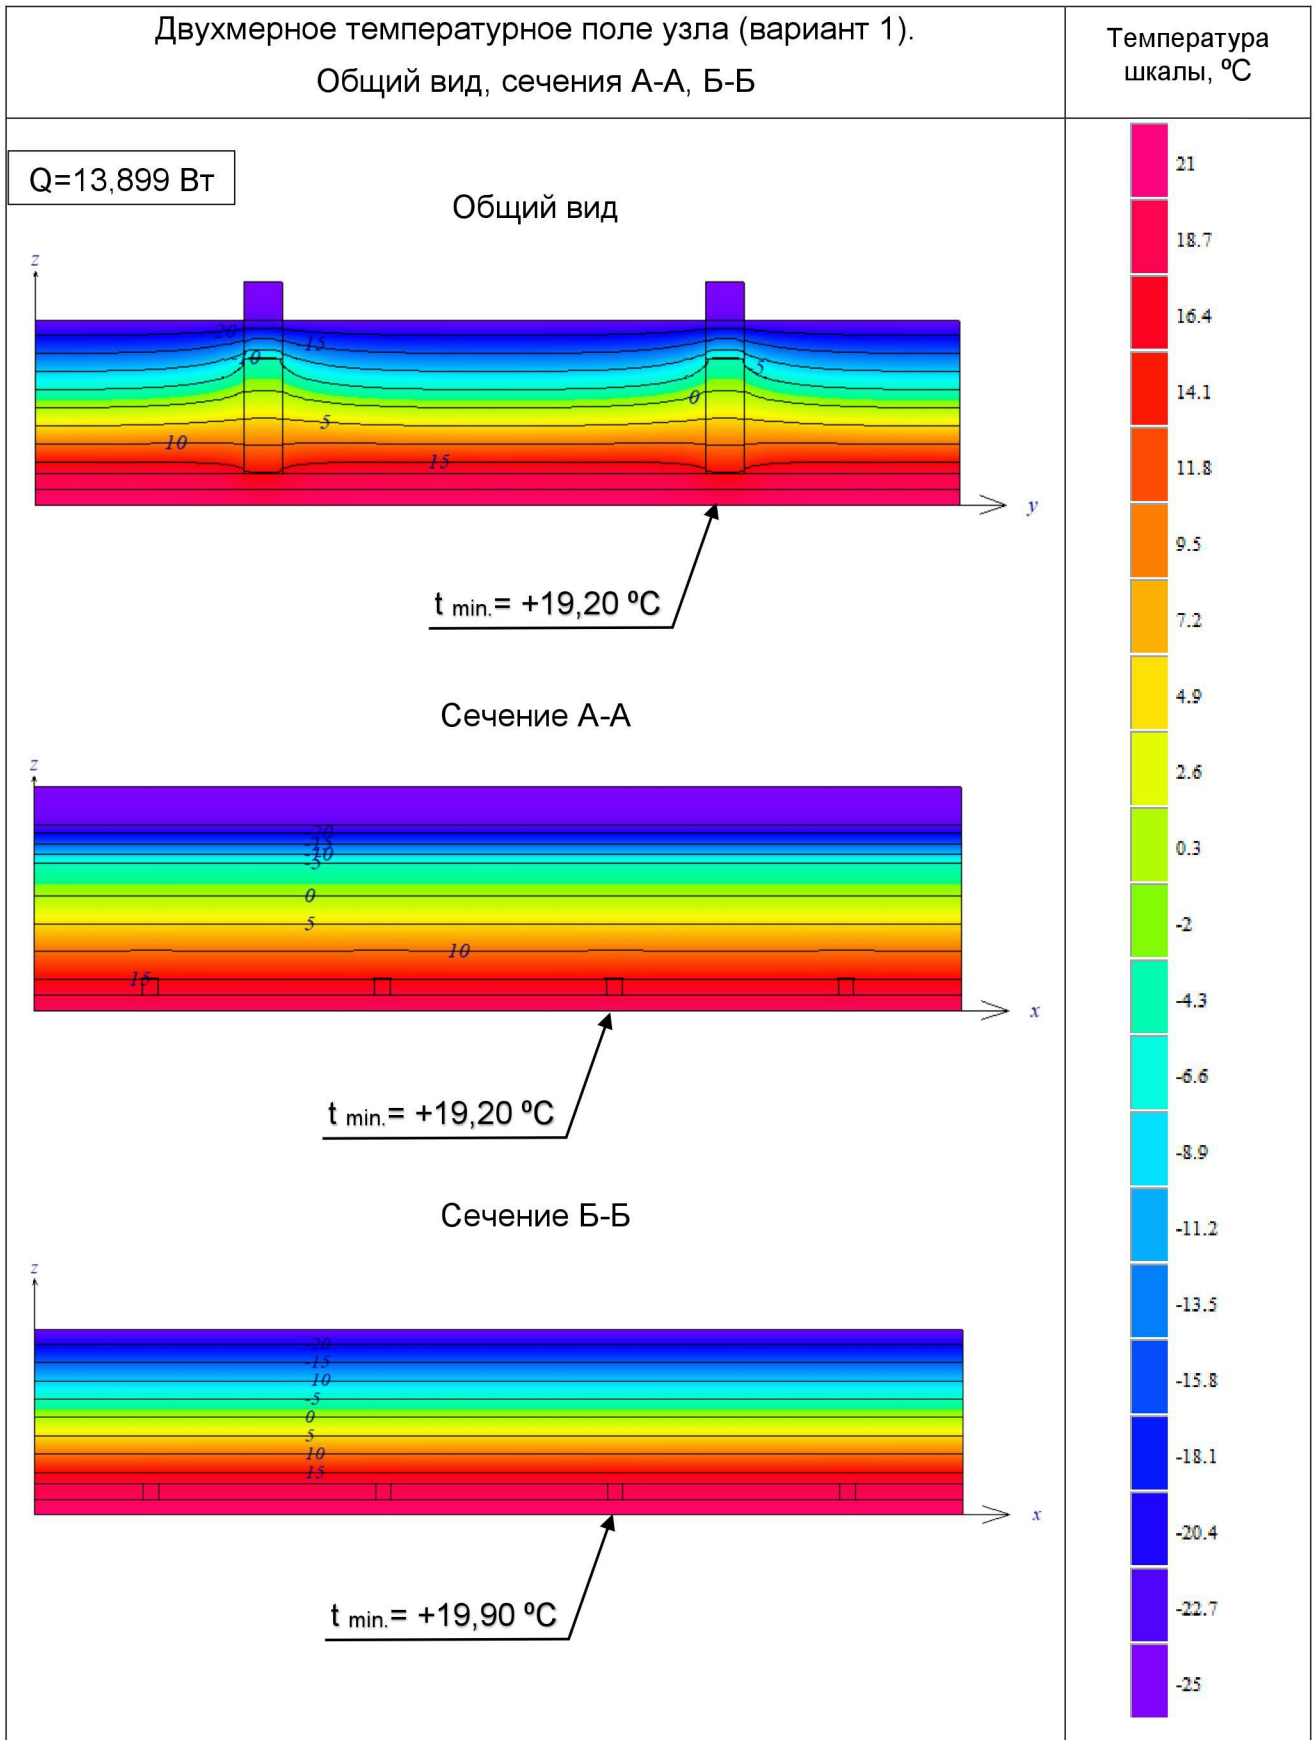 Двухмерное температурное поле узла (вариант 1).
Общий вид, сечения А-А, Б-Б
Температура
шкалы, ºС
Q=13,899 Вт
Общий вид
z
-20
-15
-10
-5
0
5
10
15
y
t min.= +19,20 ºС
Сечение А-А
z
-20
-15
-10
-5
0
5
10
15
x
t min.= +19,20 ºС
Сечение Б-Б
z
-20
-15
-10
-5
0
5
10
15
x
t min.= +19,90 ºС
21
18.7
16.4
14.1
11.8
9.5
7.2
4.9
2.6
0.3
-2
-4.3
-6.6
-8.9
-11.2
-13.5
-15.8
-18.1
-20.4
-22.7
-25